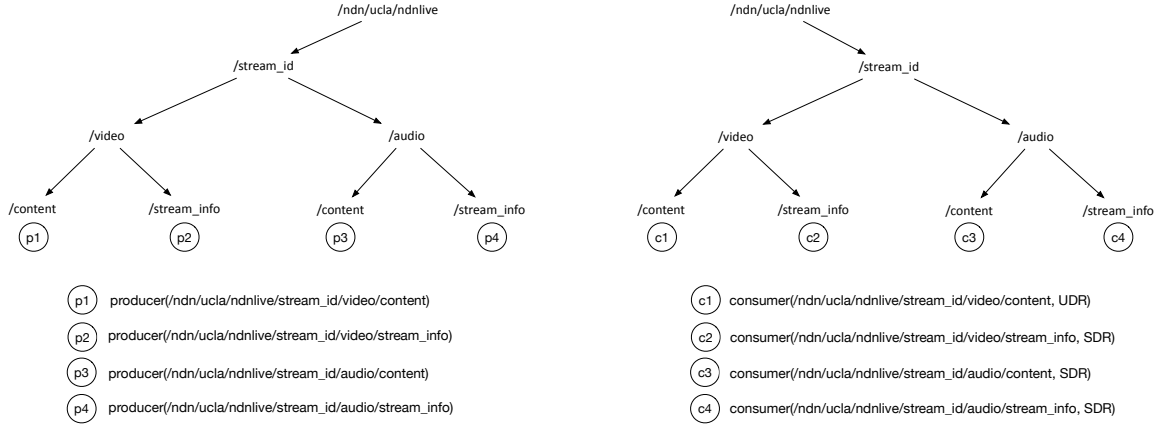 /ndn/ucla/ndnlive
/stream_id
/video
/audio
/content
/stream_info
/content
/stream_info
p1
p2
p3
p4
p1 producer(/ndn/ucla/ndnlive/stream_id/video/content)
p2 producer(/ndn/ucla/ndnlive/stream_id/video/stream_info)
p3 producer(/ndn/ucla/ndnlive/stream_id/audio/content)
p4 producer(/ndn/ucla/ndnlive/stream_id/audio/stream_info)
/ndn/ucla/ndnlive
/stream_id
/video
/audio
/content
/stream_info
/content
/stream_info
c1
c2
c3
c4
c1 consumer(/ndn/ucla/ndnlive/stream_id/video/content, UDR)
c2 consumer(/ndn/ucla/ndnlive/stream_id/video/stream_info, SDR)
c3 consumer(/ndn/ucla/ndnlive/stream_id/audio/content, SDR)
c4 consumer(/ndn/ucla/ndnlive/stream_id/audio/stream_info, SDR)